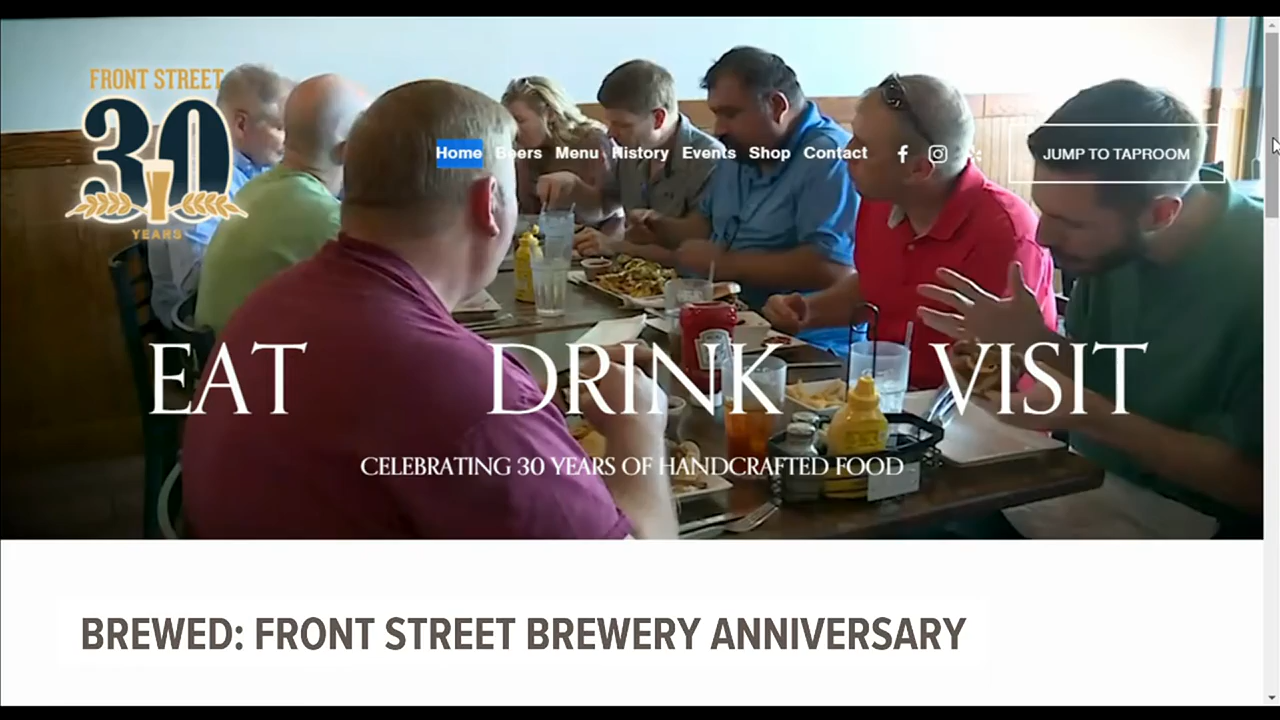 FRONT STREET
30
YEARS
Home Beers Menu History Events Shop Contact
JUMP TO TAPROOM
EAT DRINK VISIT
CELEBRATING 30 YEARS OF HANDCRAFTED FOOD
BREWED: FRONT STREET BREWERY ANNIVERSARY